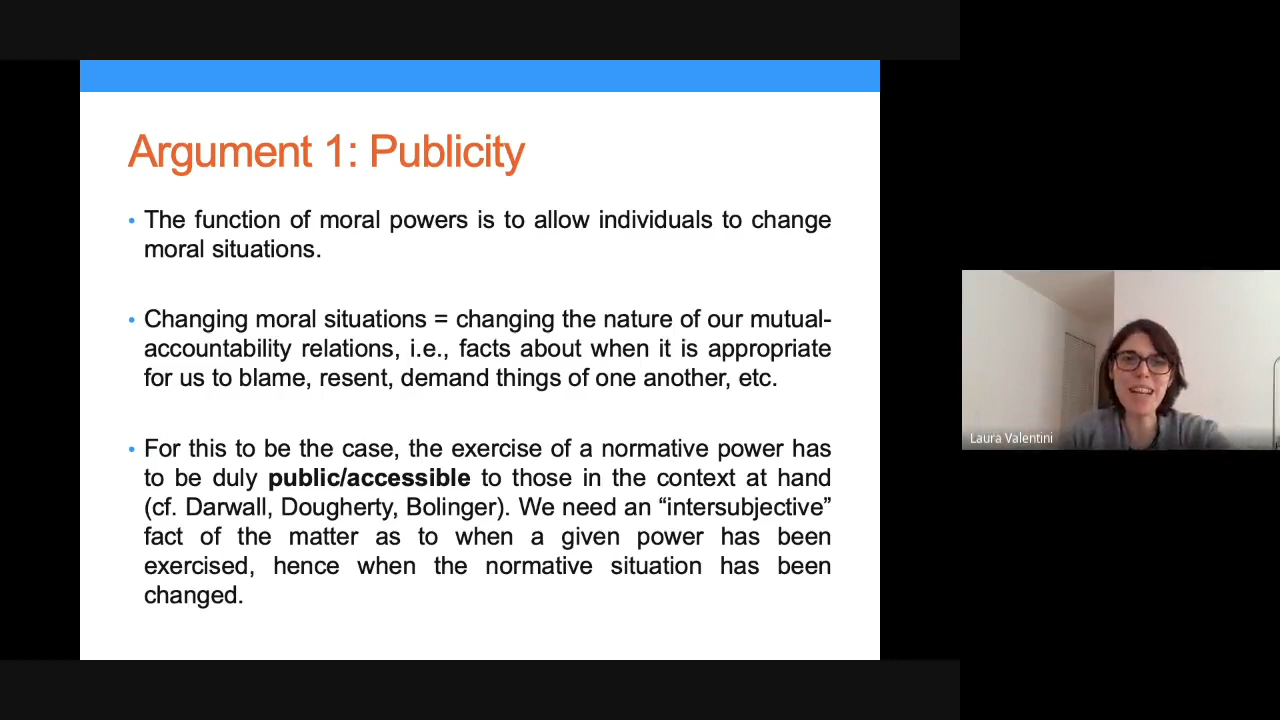 Argument 1: Publicity
• The function of moral powers is to allow individuals to change
moral situations.
• Changing moral situations = changing the nature of our mutual-
accountability relations, i.e., facts about when it is appropriate
for us to blame, resent, demand things of one another, etc.
• For this to be the case, the exercise of a normative power has
to be duly public/accessible to those in the context at hand
(cf. Darwall, Dougherty, Bolinger). We need an “intersubjective”
fact of the matter as to when a given power has been
exercised, hence when the normative situation has been
changed.
Laura Valentini